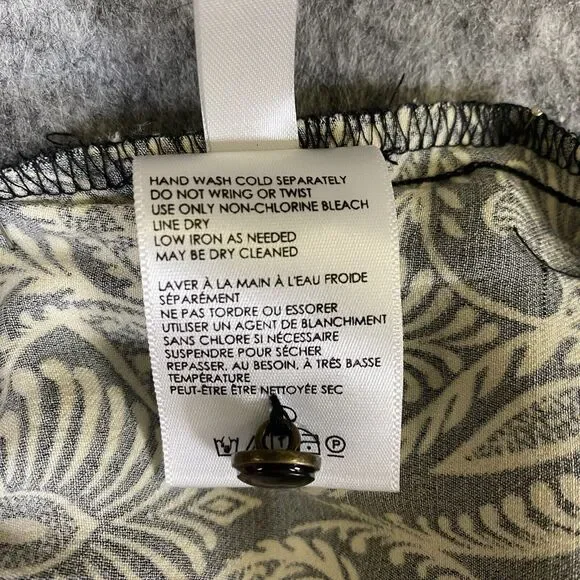 HAND WASH COLD SEPARATELY
DO NOT WRING OR TWIST
USE ONLY NON-CHLORINE BLEACH
LINE DRY
LOW IRON AS NEEDED
MAY BE DRY CLEANED
LAVER À LA MAIN À L'EAU FROIDE
SÉPARÉMENT
NE PAS TORDRE OU ESSORER
UTILISER UN AGENT DE BLANCHIMENT
SANS CHLORE SI NÉCESSAIRE
SUSPENDRE POUR SÉCHER
REPASSER, AU BESOIN, À TRÈS BASSE
TEMPÉRATURE
PEUT-ÊTRE ÊTRE NETTOYÉE SEC
P